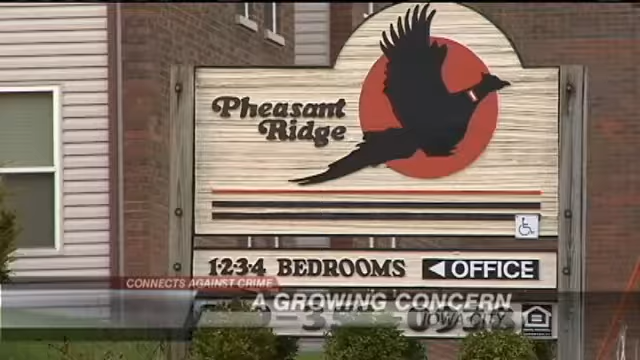 Pheasant
Ridge
1·2·3·4 BEDROOMS
OFFICE
CONNECTS AGAINST CRIME
A GROWING CONCERN
IOWA CITY